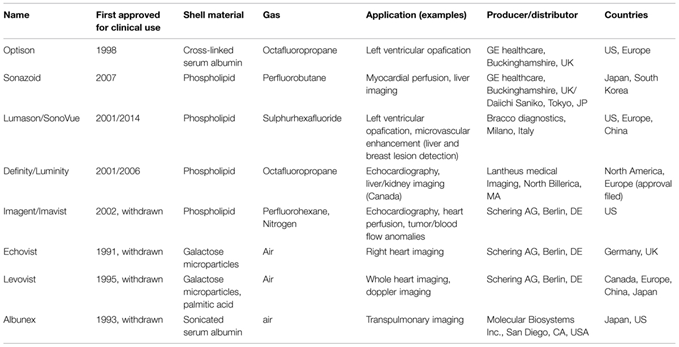 Name First approved for clinical use Shell material Gas Application (examples) Producer/distributor Countries
Optison 1998 Cross-linked serum albumin Octafluoropropane Left ventricular opafication GE healthcare, Buckinghamshire, UK US, Europe
Sonazoid 2007 Phospholipid Perfluorobutane Myocardial perfusion, liver imaging GE healthcare, Buckinghamshire, UK/ Daiichi Saniko, Tokyo, JP Japan, South Korea
Lumason/SonoVue 2001/2014 Phospholipid Sulphurhexafluoride Left ventricular opafication, microvascular enhancement (liver and breast lesion detection) Bracco diagnostics, Milano, Italy US, Europe, China
Definity/Luminity 2001/2006 Phospholipid Octafluoropropane Echocardiography, liver/kidney imaging (Canada) Lantheus medical Imaging, North Billerica, MA North America, Europe (approval filed)
Imagent/Imavist 2002, withdrawn Phospholipid Perfluorohexane, Nitrogen Echocardiography, heart perfusion, tumor/blood flow anomalies Schering AG, Berlin, DE US
Echovist 1991, withdrawn Galactose microparticles Air Right heart imaging Schering AG, Berlin, DE Germany, UK
Levovist 1995, withdrawn Galactose microparticles, palmitic acid Air Whole heart imaging, doppler imaging Schering AG, Berlin, DE Canada, Europe, China, Japan
Albunex 1993, withdrawn Sonicated serum albumin air Transpulmonary imaging Molecular Biosystems Inc., San Diego, CA, USA Japan, US